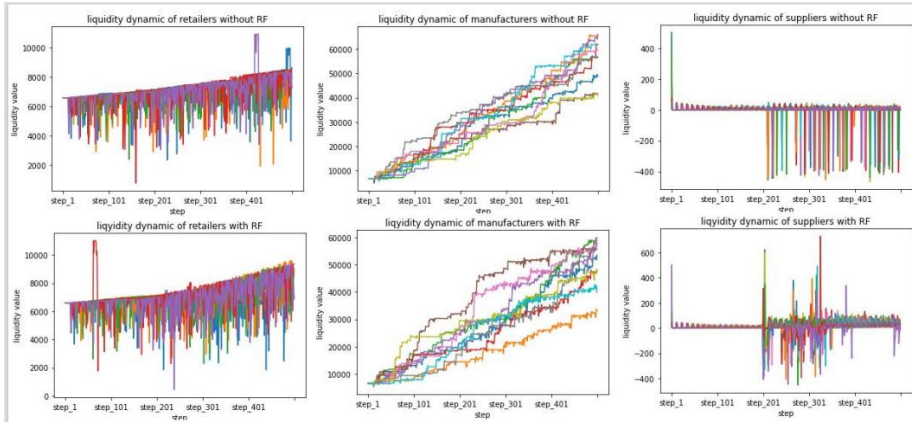 liquidity dynamic of retailers without RF
liquidity value
10000
8000
6000
4000
2000
step_1 step_101 step_201 step_301 step_401
step
liquidity dynamic of manufacturers without RF
liquidity value
60000
50000
40000
30000
20000
10000
step_1 step_101 step_201 step_301 step_401
step
liquidity dynamic of suppliers without RF
liquidity value
400
200
0
−200
−400
step_1 step_101 step_201 step_301 step_401
liqyidity dynamic of retailers with RF
liquidity value
10000
8000
6000
4000
2000
0
step_1 step_101 step_201 step_301 step_401
step
liqyidity dynamic of manufacturers with RF
liquidity value
60000
50000
40000
30000
20000
10000
step_1 step_101 step_201 step_301 step_401
step
liqyidity dynamic of suppliers with RF
liquidity value
600
400
200
0
−200
−400
step_1 step_101 step_201 step_301 step_401
step